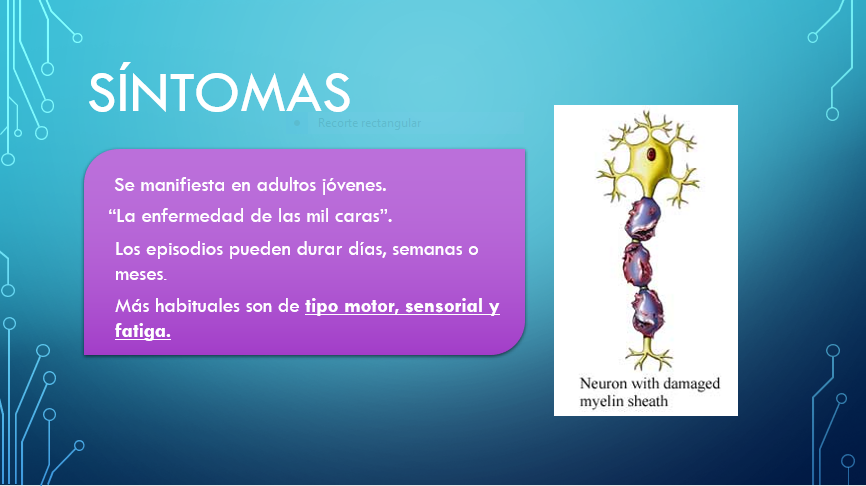 SÍNTOMAS
• Recorte rectangular
Se manifiesta en adultos jóvenes.
“La enfermedad de las mil caras”.
Los episodios pueden durar días, semanas o
meses.
Más habituales son de tipo motor, sensorial y
fatiga.
Neuron with damaged
myelin sheath